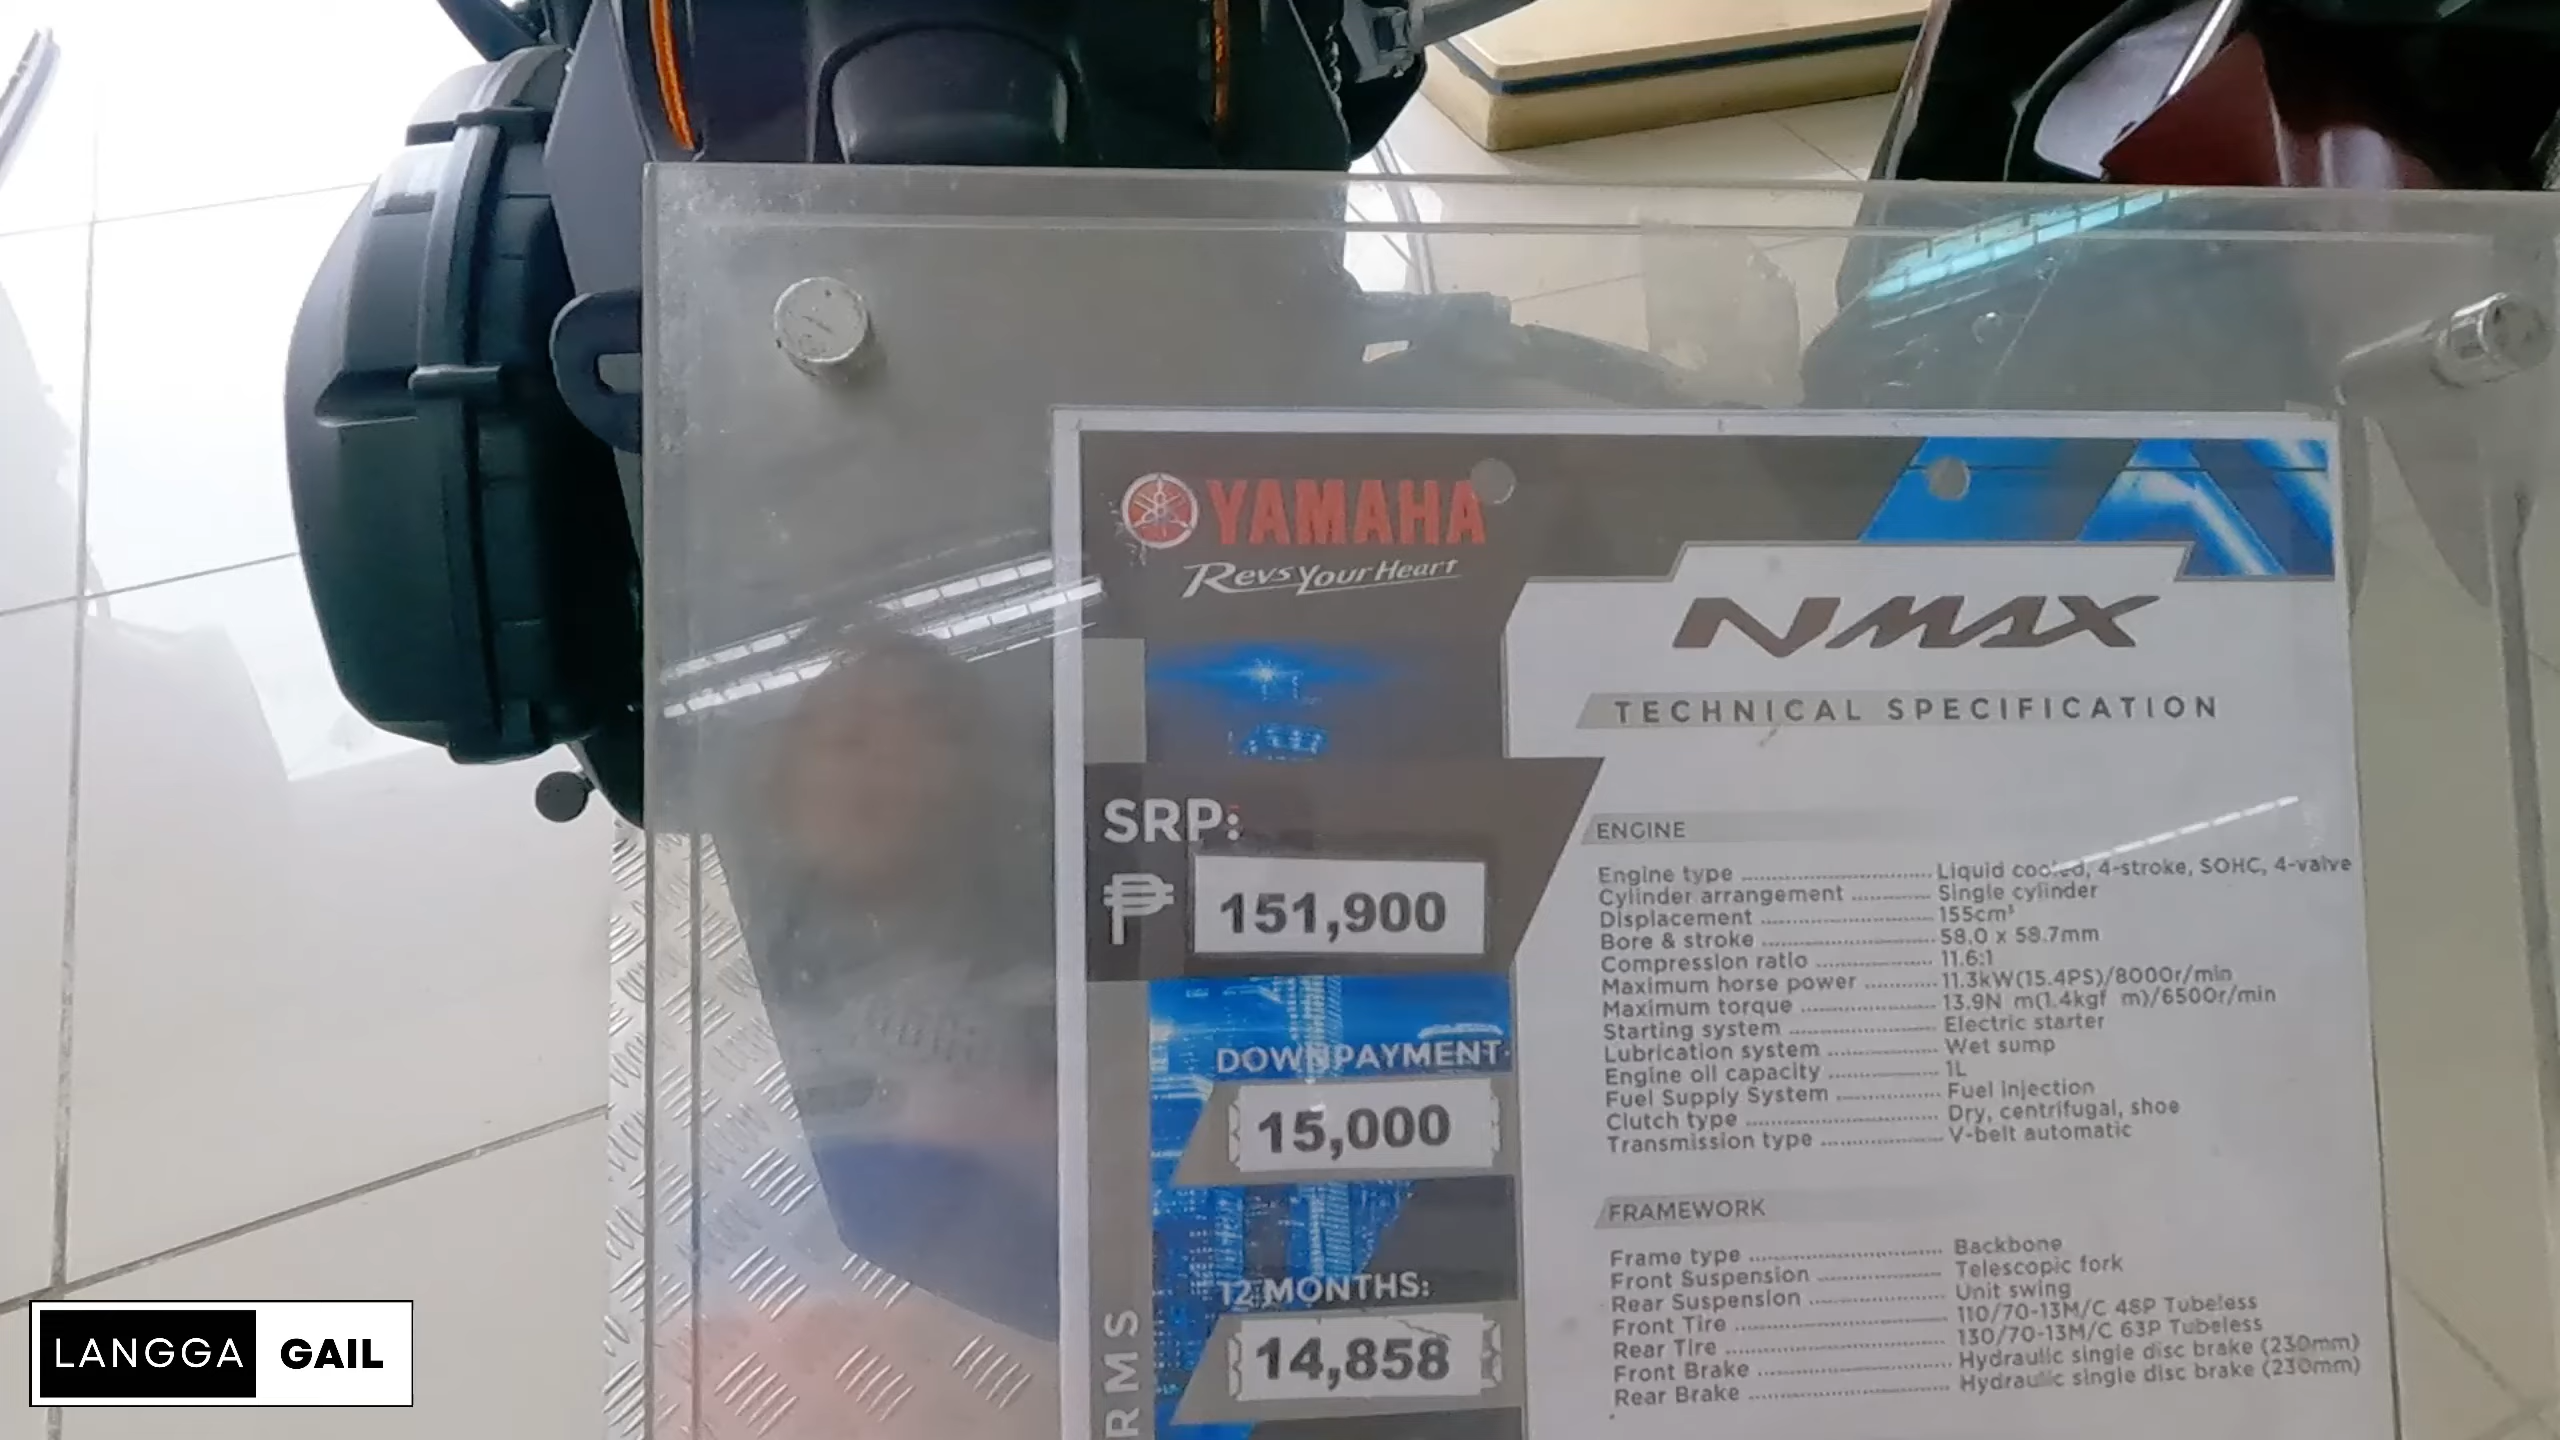 YAMAHA
Revs Your Heart
NMAX
TECHNICAL SPECIFICATION
SRP:
₱ 151,900
DOWNPAYMENT
15,000
12 MONTHS:
14,858
RMS
ENGINE
Engine type .......... Liquid cooled, 4-stroke, SOHC, 4-valve
Cylinder arrangement .......... Single cylinder
Displacement .......... 155cm³
Bore & stroke .......... 58.0 x 58.7mm
Compression ratio .......... 11.6:1
Maximum horse power .......... 11.3kW(15.4PS)/8000r/min
Maximum torque .......... 13.9N m(1.4kgf m)/6500r/min
Starting system .......... Electric starter
Lubrication system .......... Wet sump
Engine oil capacity .......... 1L
Fuel Supply System .......... Fuel injection
Clutch type .......... Dry, centrifugal, shoe
Transmission type .......... V-belt automatic
FRAMEWORK
Frame type .......... Backbone
Front Suspension .......... Telescopic fork
Rear Suspension .......... Unit swing
Front Tire .......... 110/70-13M/C 48P Tubeless
Rear Tire .......... 130/70-13M/C 63P Tubeless
Front Brake .......... Hydraulic single disc brake (230mm)
Rear Brake .......... Hydraulic single disc brake (230mm)
LANGGA GAIL